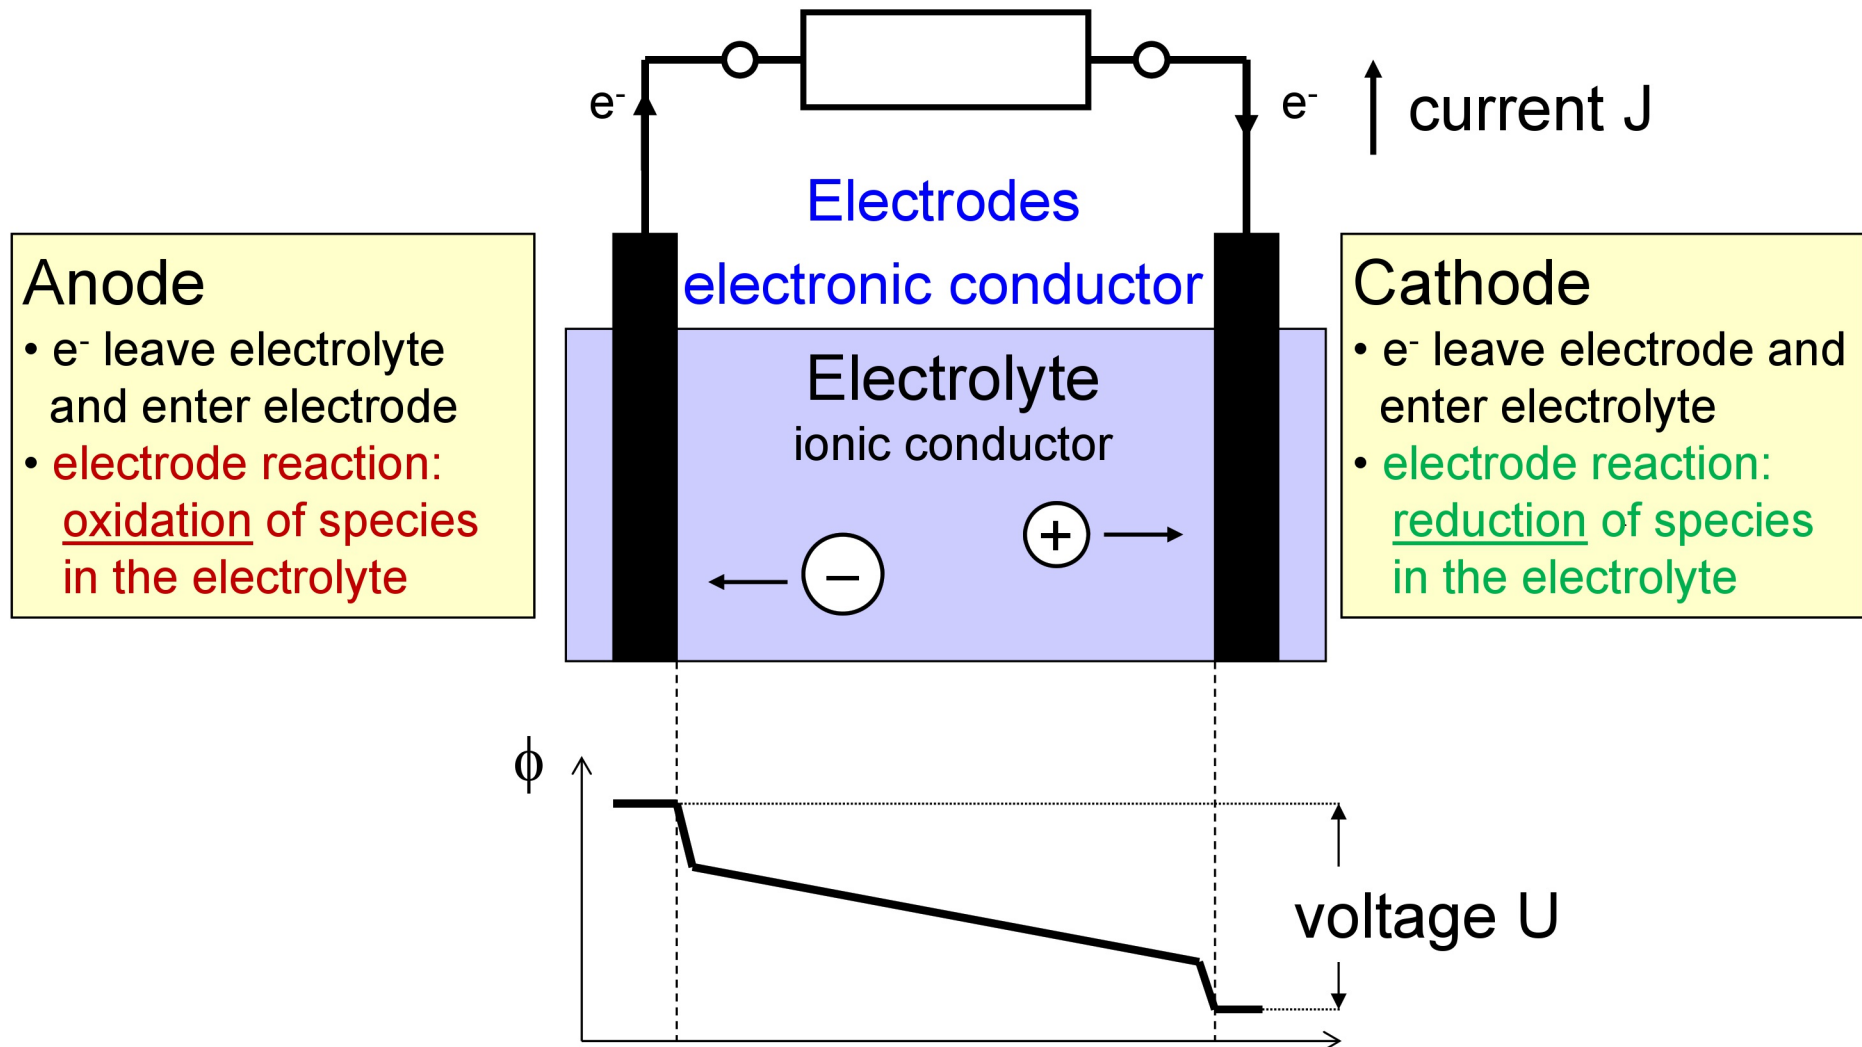 e-
e-
current J
Electrodes
electronic conductor
Anode
• e- leave electrolyte
and enter electrode
• electrode reaction:
oxidation of species
in the electrolyte
Electrolyte
ionic conductor
+
−
Cathode
• e- leave electrode and
enter electrolyte
• electrode reaction:
reduction of species
in the electrolyte
ϕ
voltage U